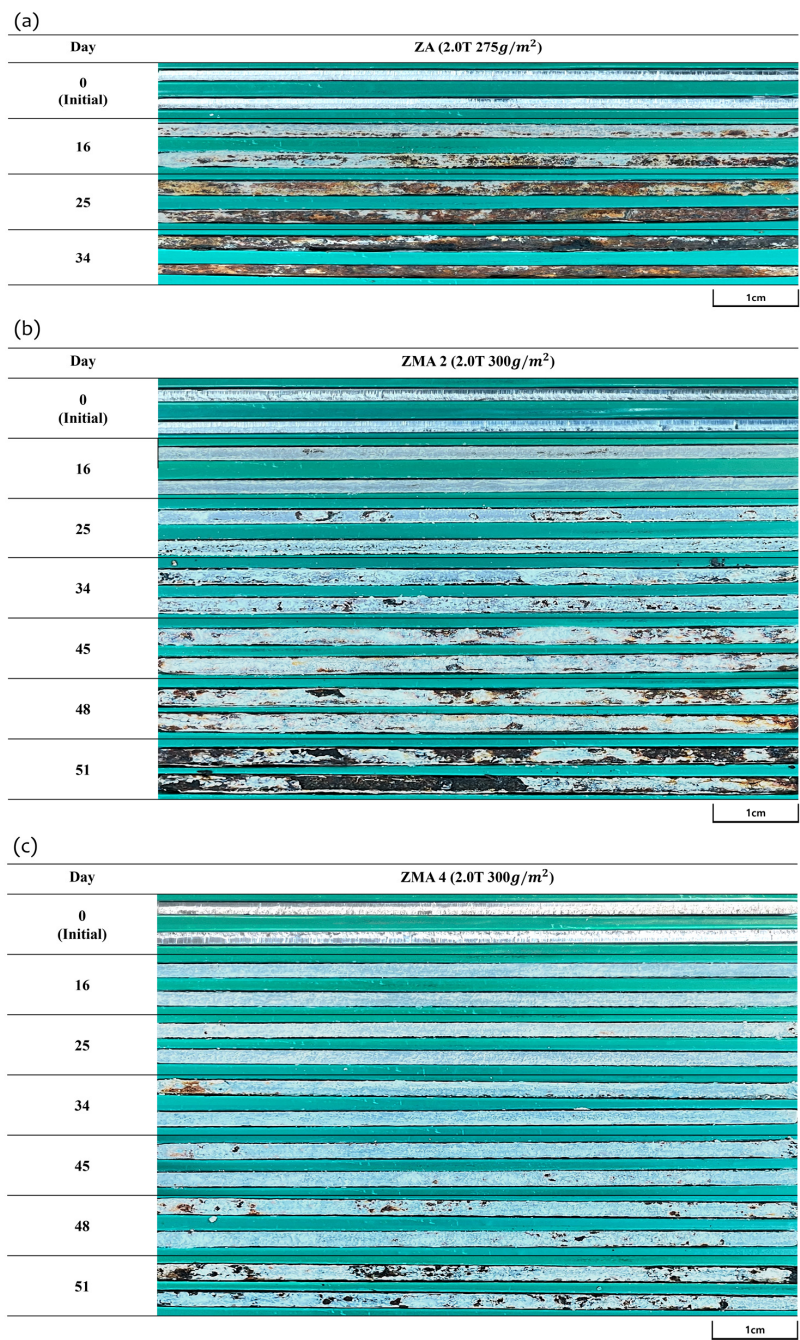 (a)
Day ZA (2.0T 275g/m²)
0
(Initial)
16
25
34
1cm
(b)
Day ZMA 2 (2.0T 300g/m²)
0
(Initial)
16
25
34
45
48
51
1cm
(c)
Day ZMA 4 (2.0T 300g/m²)
0
(Initial)
16
25
34
45
48
51
1cm